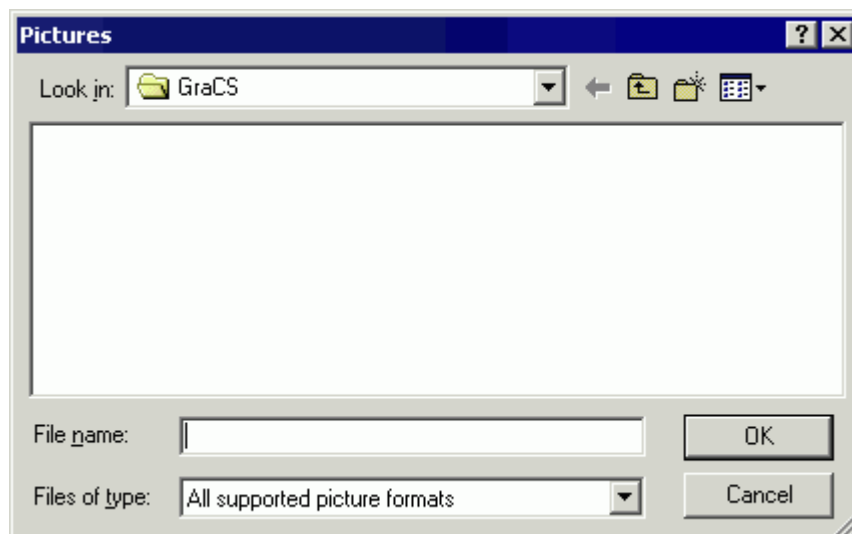 Pictures
Look in: GraCS
File name: OK
Files of type: All supported picture formats Cancel